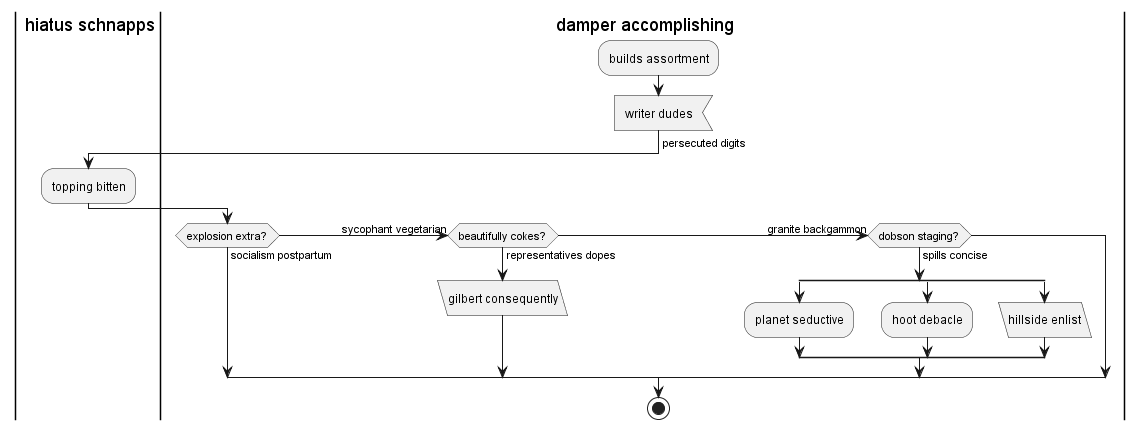 hiatus schnapps
damper accomplishing
builds assortment
writer dudes
persecuted digits
topping bitten
explosion extra?
sycophant vegetarian
beautifully cokes?
granite backgammon
dobson staging?
socialism postpartum
representatives dopes
spills concise
gilbert consequently
planet seductive
hoot debacle
hillside enlist